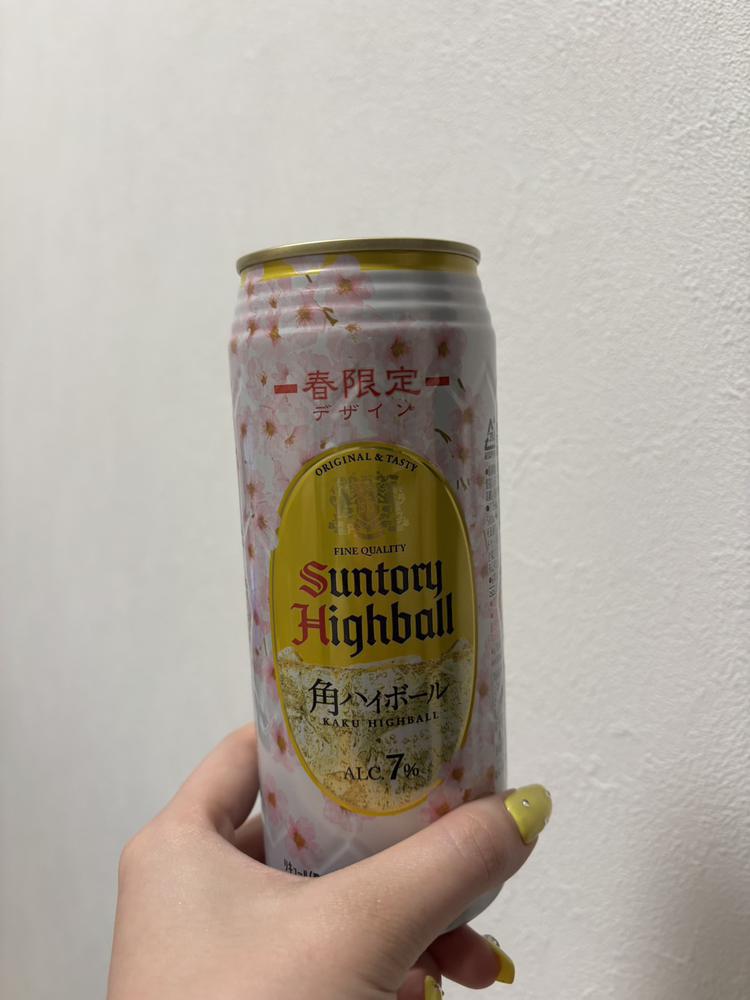 春限定
デザイン
ORIGINAL & TASTY
FINE QUALITY
Suntory
Highball
角ハイボール
KAKU HIGHBALL
ALC.7%